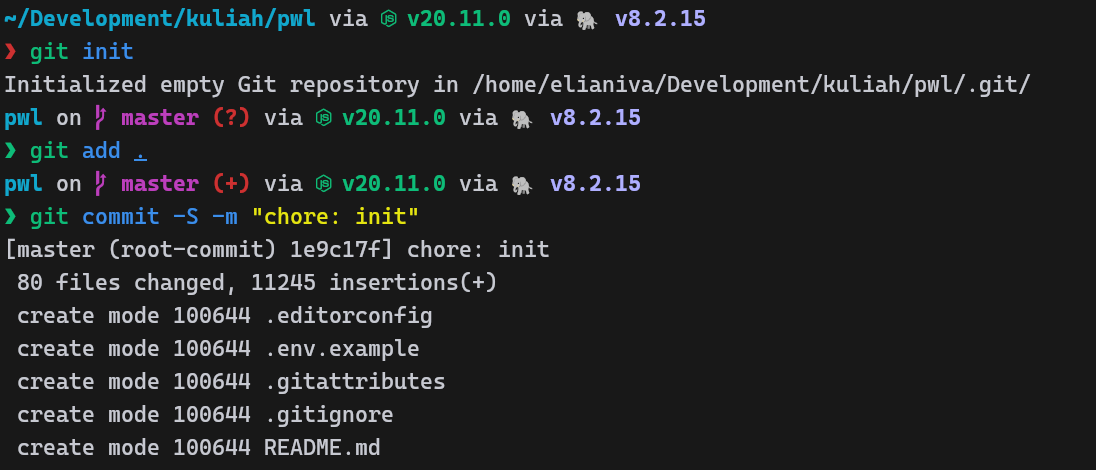 ~/Development/kuliah/pwl via v20.11.0 via 🐘 v8.2.15
❯ git init
Initialized empty Git repository in /home/elianiva/Development/kuliah/pwl/.git/
pwl on master (?) via v20.11.0 via 🐘 v8.2.15
❯ git add .
pwl on master (+) via v20.11.0 via 🐘 v8.2.15
❯ git commit -S -m "chore: init"
[master (root-commit) 1e9c17f] chore: init
 80 files changed, 11245 insertions(+)
 create mode 100644 .editorconfig
 create mode 100644 .env.example
 create mode 100644 .gitattributes
 create mode 100644 .gitignore
 create mode 100644 README.md